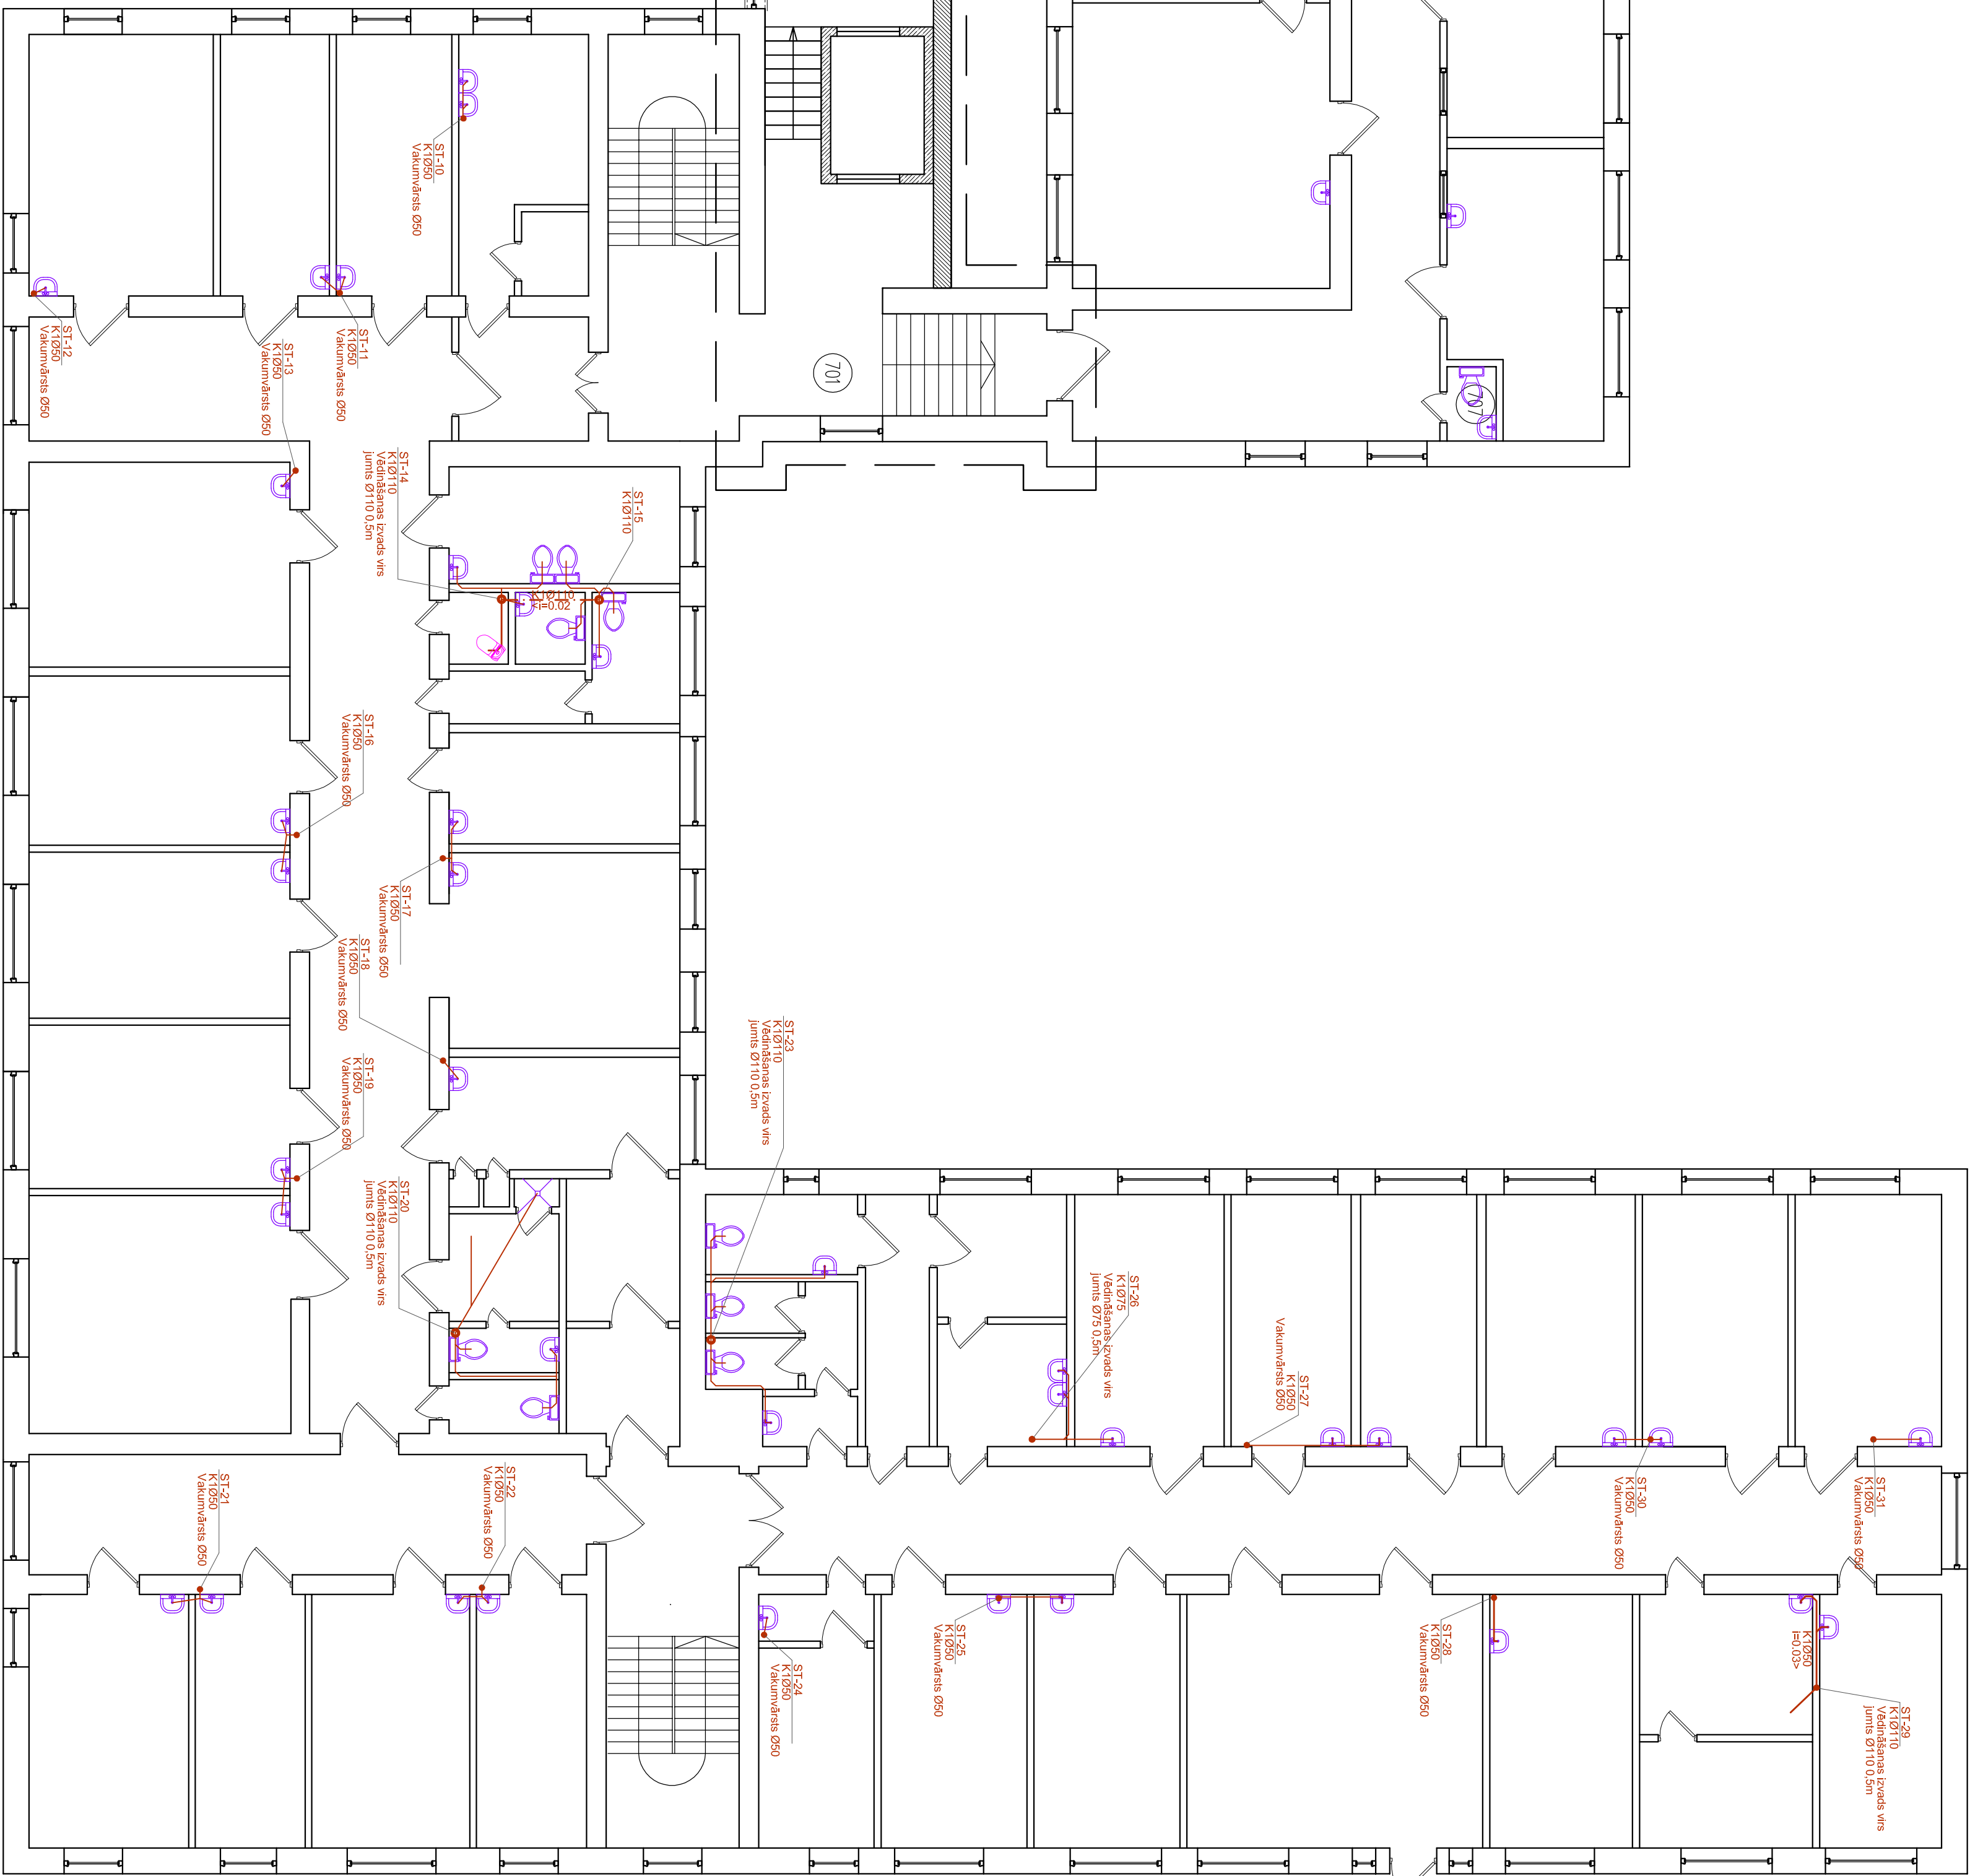 ST-10
K1Ø50
Vakumvārsts Ø50
ST-11
K1Ø50
Vakumvārsts Ø50
ST-12
K1Ø50
Vakumvārsts Ø50
ST-13
K1Ø50
Vakumvārsts Ø50
701
707
ST-14
K1Ø110
Vēdināšanas izvads virs
jumts Ø110 0,5m
ST-15
K1Ø110
K1Ø110
<i=0.02
ST-16
K1Ø50
Vakumvārsts Ø50
ST-17
K1Ø50
Vakumvārsts Ø50
ST-18
K1Ø50
Vakumvārsts Ø50
ST-19
K1Ø50
Vakumvārsts Ø50
ST-20
K1Ø110
Vēdināšanas izvads virs
jumts Ø110 0,5m
ST-21
K1Ø50
Vakumvārsts Ø50
ST-22
K1Ø50
Vakumvārsts Ø50
ST-23
K1Ø110
Vēdināšanas izvads virs
jumts Ø110 0,5m
ST-24
K1Ø50
Vakumvārsts Ø50
ST-25
K1Ø50
Vakumvārsts Ø50
ST-26
K1Ø75
Vēdināšanas izvads virs
jumts Ø75 0,5m
ST-27
K1Ø50
Vakumvārsts Ø50
ST-28
K1Ø50
Vakumvārsts Ø50
K1Ø50
i=0.03>
ST-29
K1Ø110
Vēdināšanas izvads virs
jumts Ø110 0,5m
ST-30
K1Ø50
Vakumvārsts Ø50
ST-31
K1Ø50
Vakumvārsts Ø50